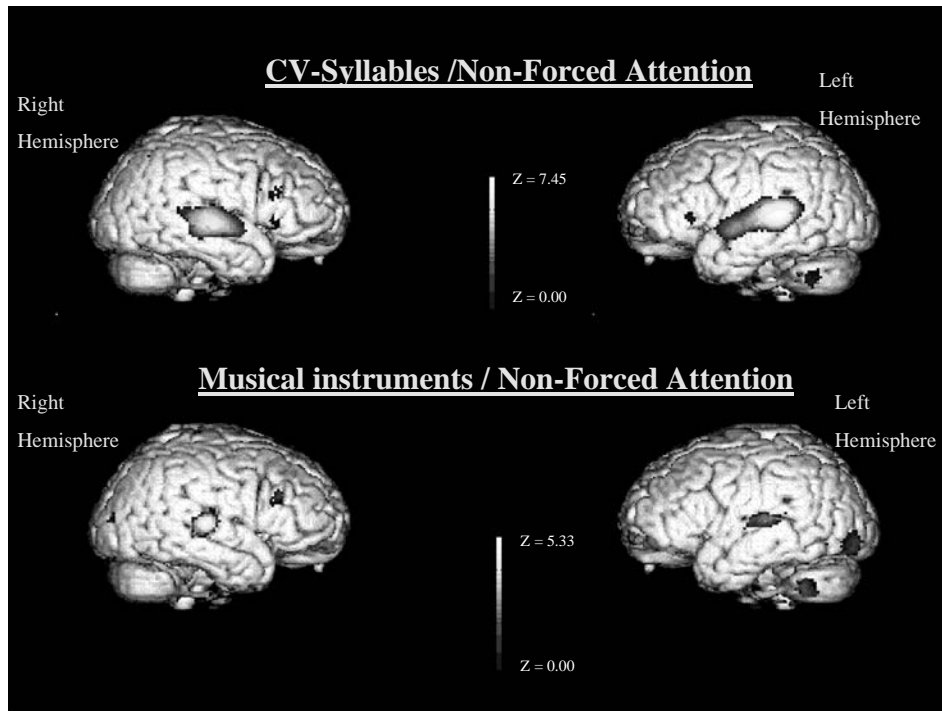 CV-Syllables /Non-Forced Attention
Right
Hemisphere
Left
Hemisphere
Z = 7.45
Z = 0.00
Musical instruments / Non-Forced Attention
Right
Hemisphere
Left
Hemisphere
Z = 5.33
Z = 0.00